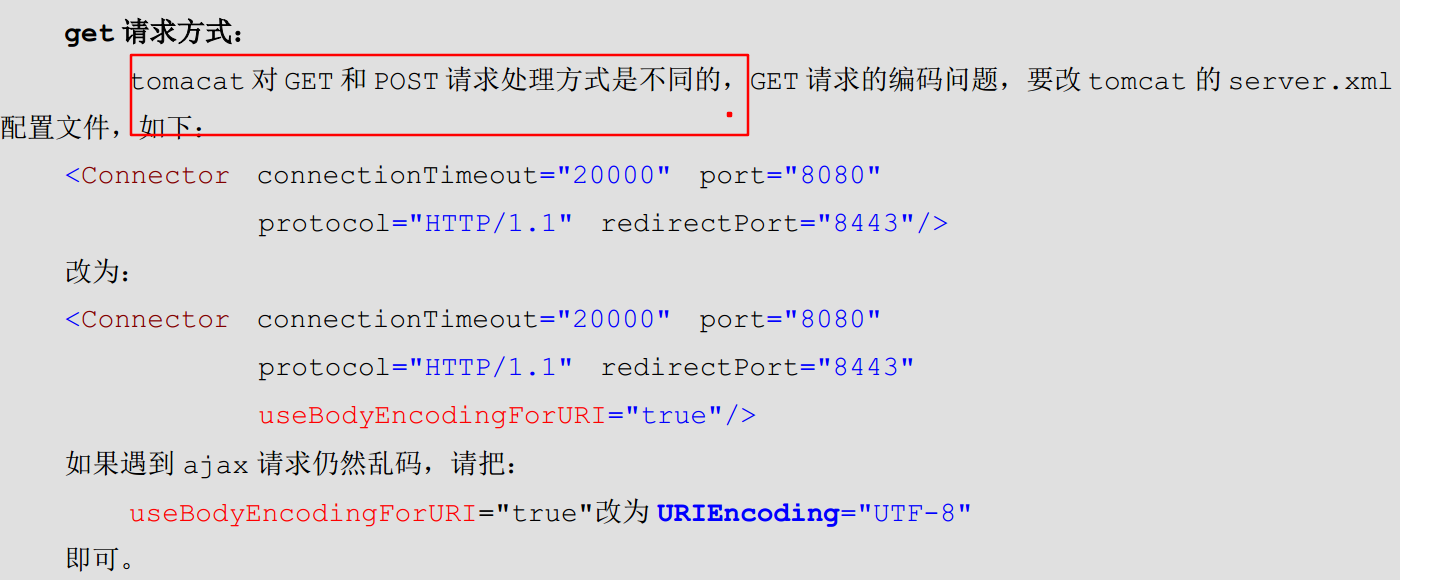 get 请求方式：
tomacat 对 GET 和 POST 请求处理方式是不同的，GET 请求的编码问题，要改 tomcat 的 server.xml
配置文件，如下：
<Connector connectionTimeout="20000" port="8080"
protocol="HTTP/1.1" redirectPort="8443"/>
改为：
<Connector connectionTimeout="20000" port="8080"
protocol="HTTP/1.1" redirectPort="8443"
useBodyEncodingForURI="true"/>
如果遇到 ajax 请求仍然乱码，请把：
useBodyEncodingForURI="true"改为 URIEncoding="UTF-8"
即可。